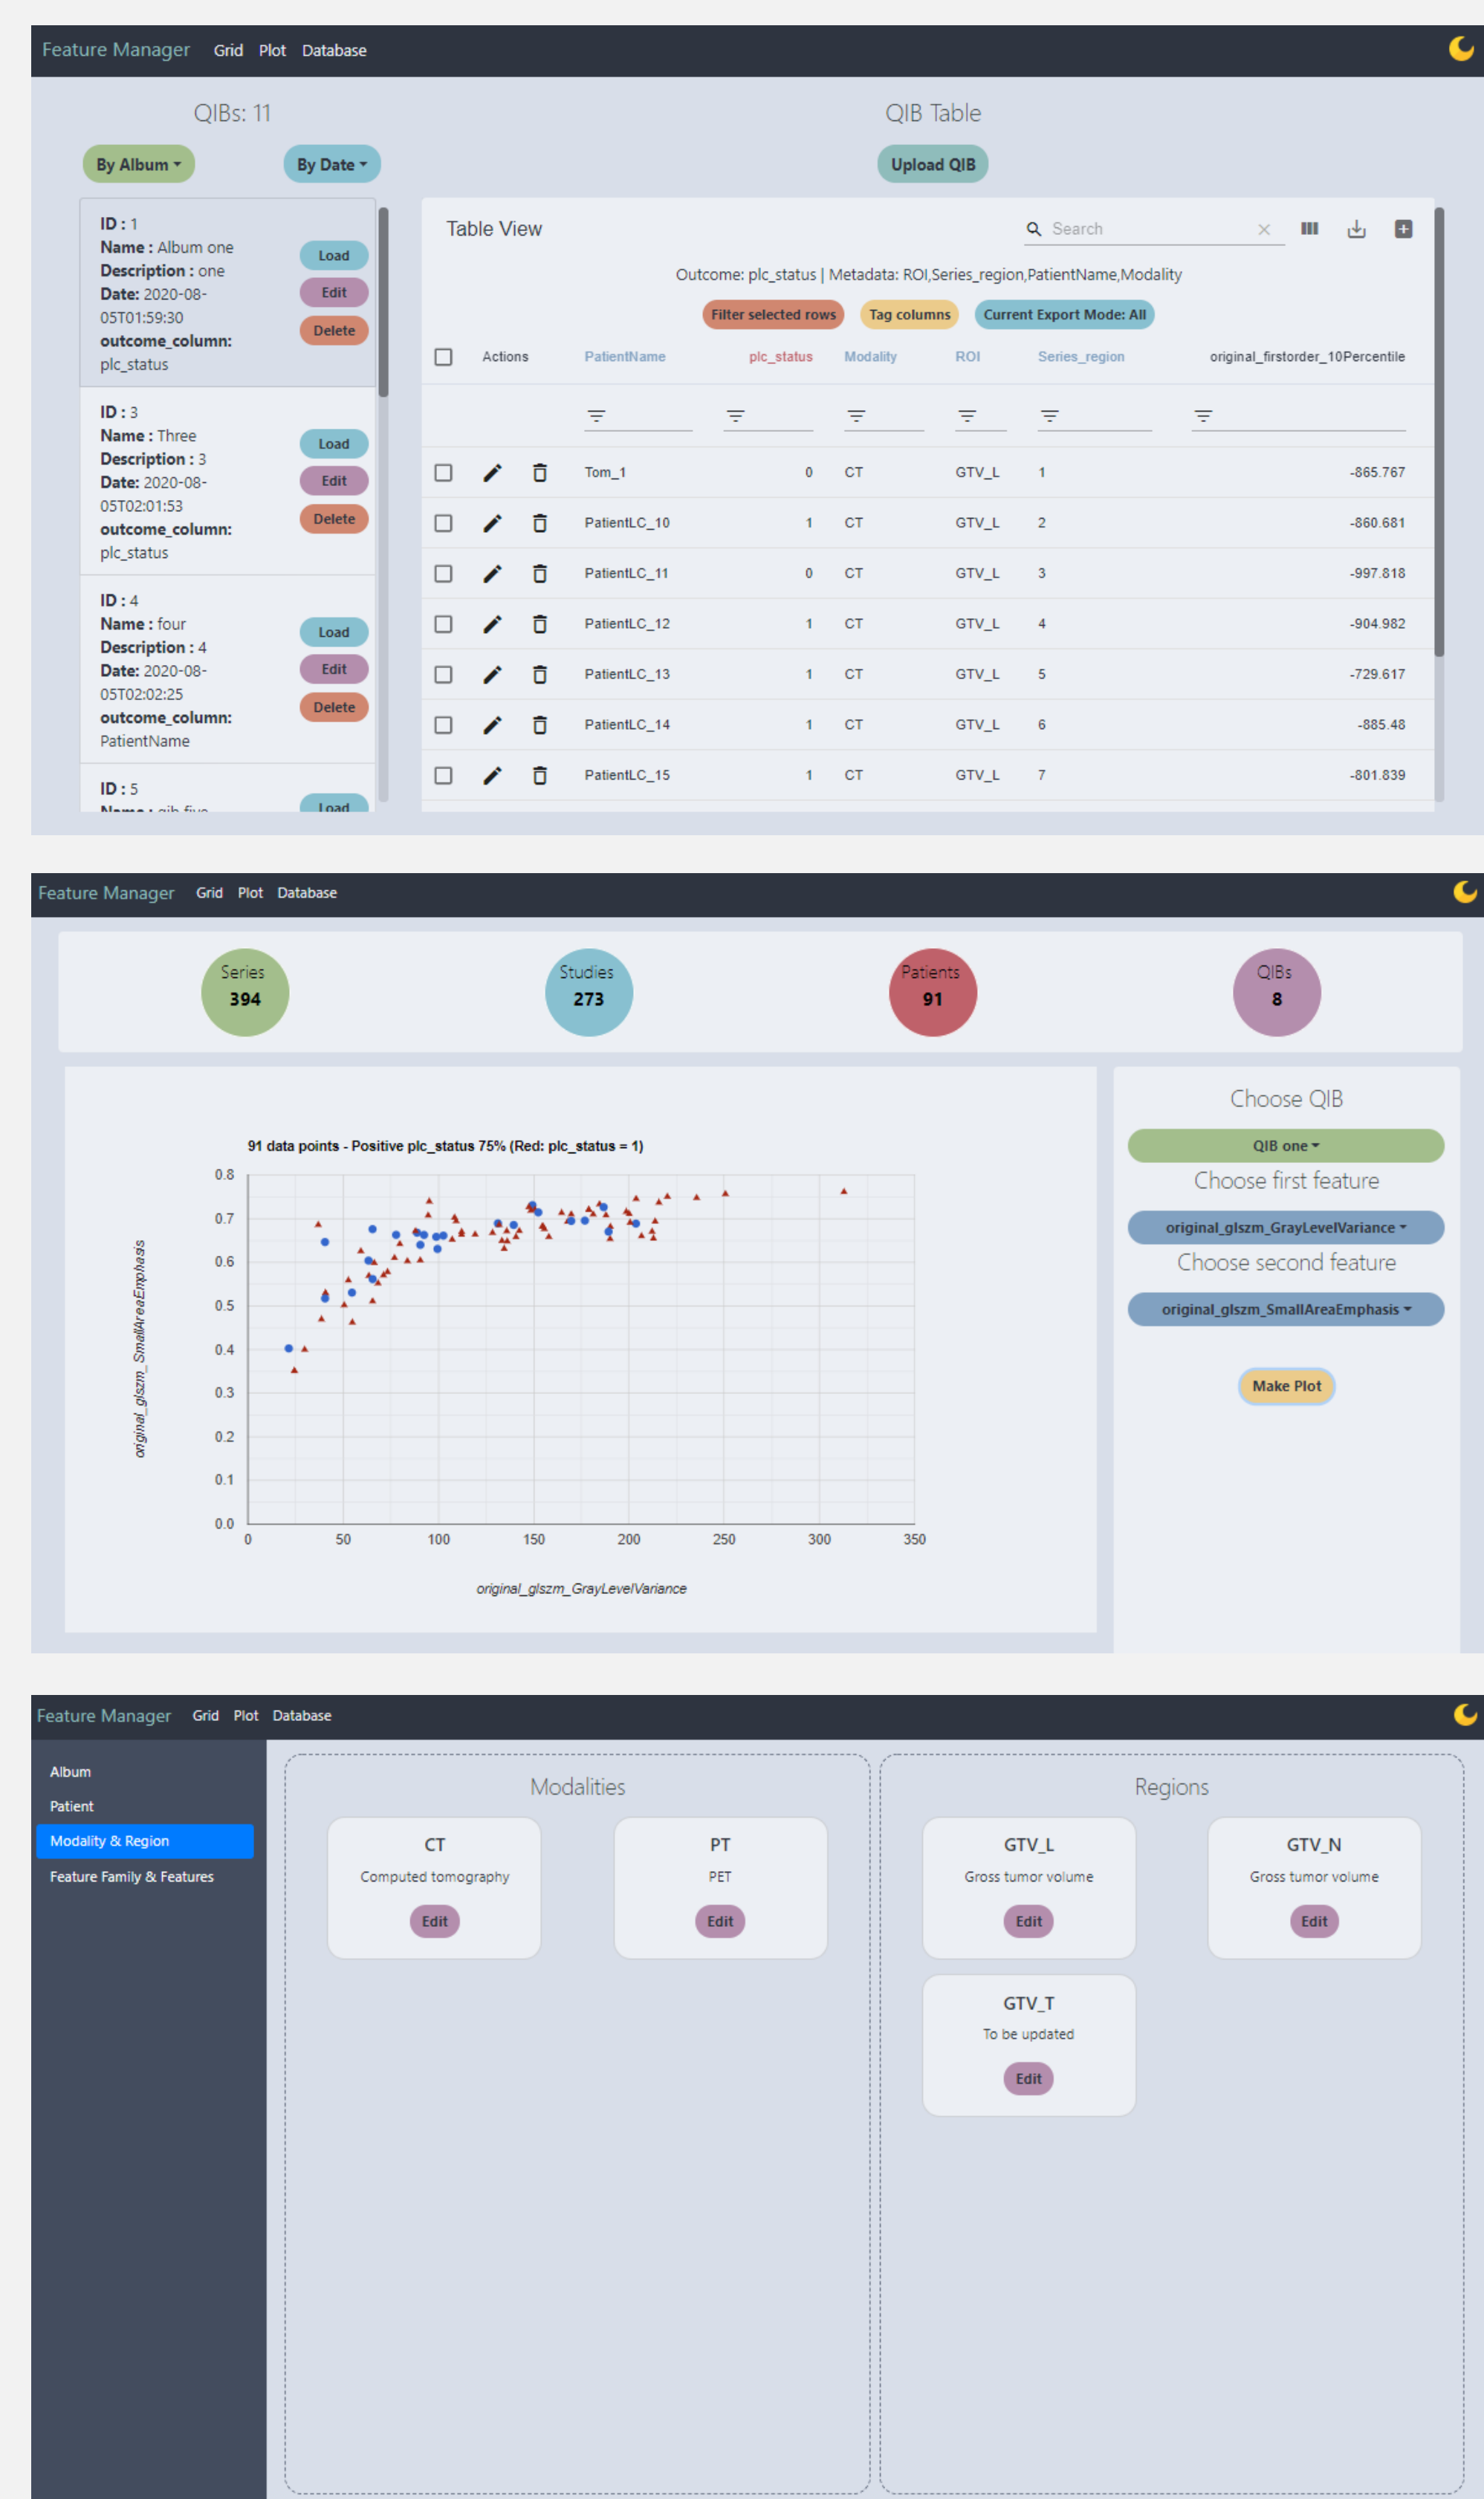 Feature Manager Grid Plot Database
QIBs: 11
By Album
By Date
ID : 1
Name : Album one
Description : one
Date: 2020-08-
05T01:59:30
outcome_column:
plc_status
Load
Edit
Delete
ID : 3
Name : Three
Description : 3
Date: 2020-08-
05T02:01:53
outcome_column:
plc_status
Load
Edit
Delete
ID : 4
Name : four
Description : 4
Date: 2020-08-
05T02:02:25
outcome_column:
PatientName
Load
Edit
Delete
ID : 5
Name : qib five
Load
QIB Table
Upload QIB
Table View
Search
Outcome: plc_status | Metadata: ROI,Series_region,PatientName,Modality
Filter selected rows
Tag columns
Current Export Mode: All
Actions PatientName plc_status Modality ROI Series_region original_firstorder_10Percentile
Tom_1 0 CT GTV_L 1 -865.767
PatientLC_10 1 CT GTV_L 2 -860.681
PatientLC_11 0 CT GTV_L 3 -997.818
PatientLC_12 1 CT GTV_L 4 -904.982
PatientLC_13 1 CT GTV_L 5 -729.617
PatientLC_14 1 CT GTV_L 6 -885.48
PatientLC_15 1 CT GTV_L 7 -801.839
Feature Manager Grid Plot Database
Series
394
Studies
273
Patients
91
QIBs
8
91 data points - Positive plc_status 75% (Red: plc_status = 1)
original_glszm_SmallAreaEmphasis
0.8
0.7
0.6
0.5
0.4
0.3
0.2
0.1
0.0
0 50 100 150 200 250 300 350
original_glszm_GrayLevelVariance
Choose QIB
QIB one
Choose first feature
original_glszm_GrayLevelVariance
Choose second feature
original_glszm_SmallAreaEmphasis
Make Plot
Feature Manager Grid Plot Database
Album
Patient
Modality & Region
Feature Family & Features
Modalities
CT
Computed tomography
Edit
PT
PET
Edit
Regions
GTV_L
Gross tumor volume
Edit
GTV_N
Gross tumor volume
Edit
GTV_T
To be updated
Edit